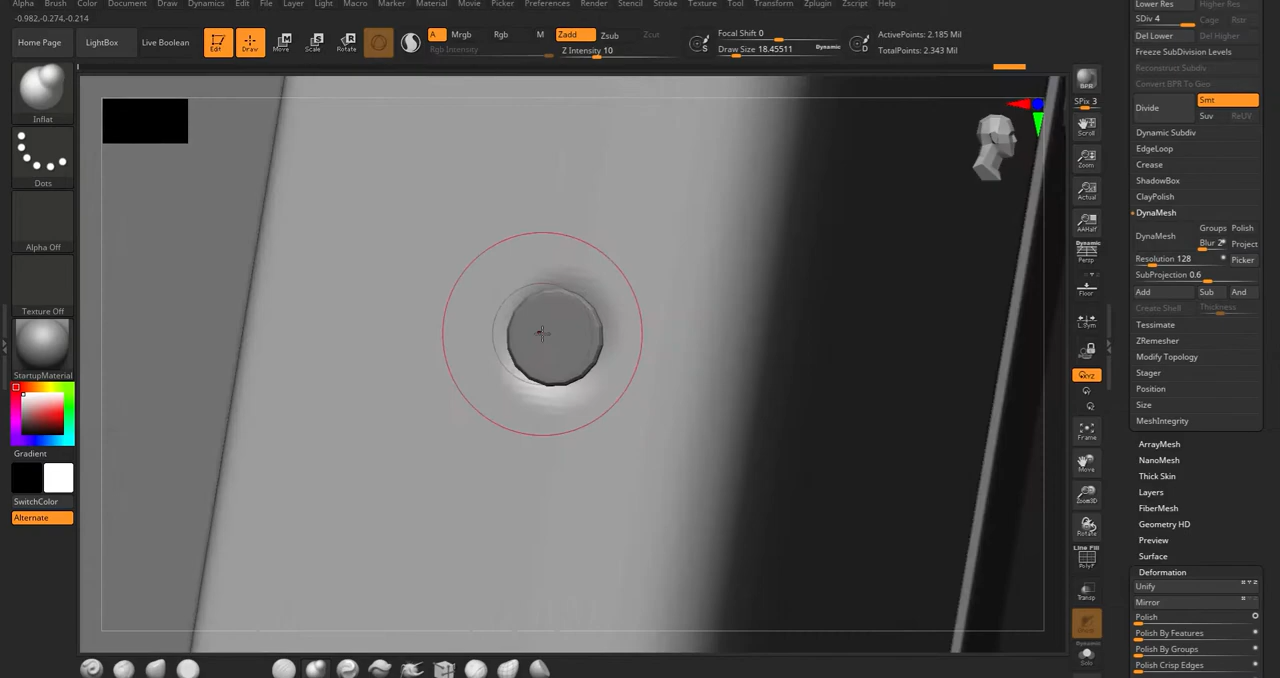 Alpha Brush Color Document Draw Dynamics Edit File Layer Light Macro Marker Material Movie Picker Preferences Render Stencil Stroke Texture Tool Transform Zplugin Zscript Help
-0.982,-0.274,-0.214
Home Page LightBox Live Boolean Edit Draw Move Scale Rotate A Mrgb Rgb M Zadd Zsub
Rgb Intensity Z Intensity 10
Focal Shift 0
Draw Size 18.45511 Dynamic
S D
ActivePoints: 2.185 Mil
TotalPoints: 2.343 Mil
Inflat
Dots
Alpha Off
Texture Off
StartupMaterial
Gradient
SwitchColor
Alternate
BPR
SPix 3
Scroll
Zoom
Actual
AAHalf
Dynamic
Persp
Floor
L.Sym
XYZ
Frame
Move
Zoom3D
Rotate
Line Fill
PolyF
Transp
Dynamic
Solo
Lower Res Higher Res
SDiv 4 Cage Rstr
Del Lower Del Higher
Freeze SubDivision Levels
Reconstruct Subdiv
Convert BPR To Geo
Divide Smt
Suv ReUV
Dynamic Subdiv
EdgeLoop
Crease
ShadowBox
ClayPolish
DynaMesh
Groups Polish
DynaMesh
Blur 2 Project
Resolution 128 Picker
SubProjection 0.6
Add Sub And
Create Shell Thickness
Tessimate
ZRemesher
Modify Topology
Stager
Position
Size
MeshIntegrity
ArrayMesh
NanoMesh
Thick Skin
Layers
FiberMesh
Geometry HD
Preview
Surface
Deformation
Unify
Mirror
Polish
Polish By Features
Polish By Groups
Polish Crisp Edges